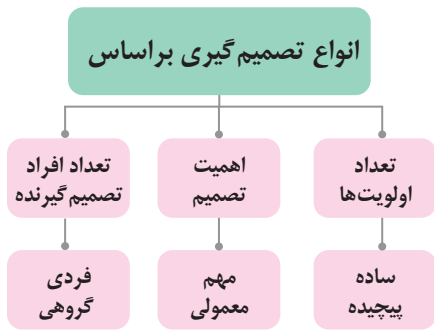 انواع تصمیم‌گیری براساس
تعداد
اولویت‌ها
اهمیت
تصمیم
تعداد افراد
تصمیم‌گیرنده
ساده
پیچیده
مهم
معمولی
فردی
گروهی